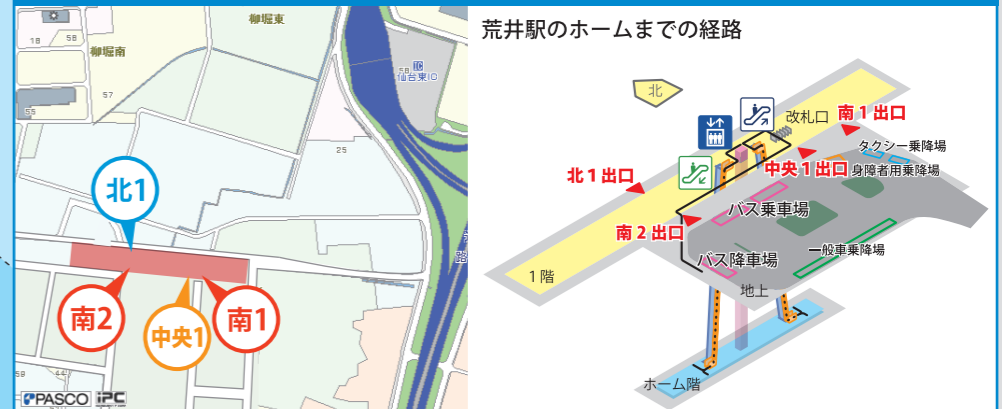 柳堀東
18
58
柳堀南
57
55
58
仙台東IC
25
北1
路
南2
中央1
南1
59
44
PASCO iPC
荒井駅のホームまでの経路
北
改札口
南1出口
タクシー乗降場
中央1出口
身障者用乗降場
北1出口
バス乗車場
南2出口
一般車乗降場
バス降車場
1階
地上
ホーム階